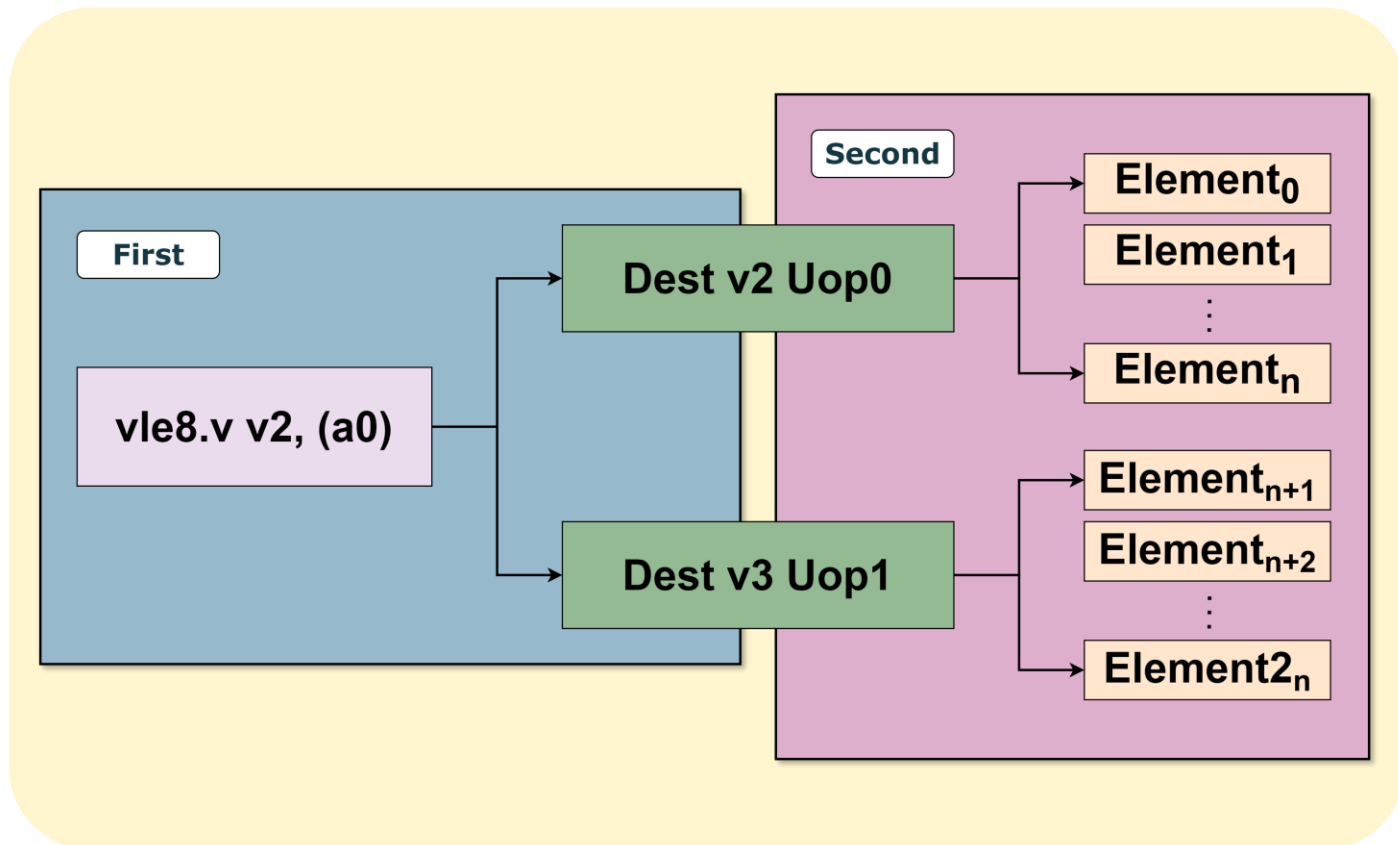 First
vle8.v v2, (a0)
Dest v2 Uop0
Dest v3 Uop1
Second
Element₀
Element₁
⋮
Elementₙ
Elementₙ₊₁
Elementₙ₊₂
⋮
Element2ₙ